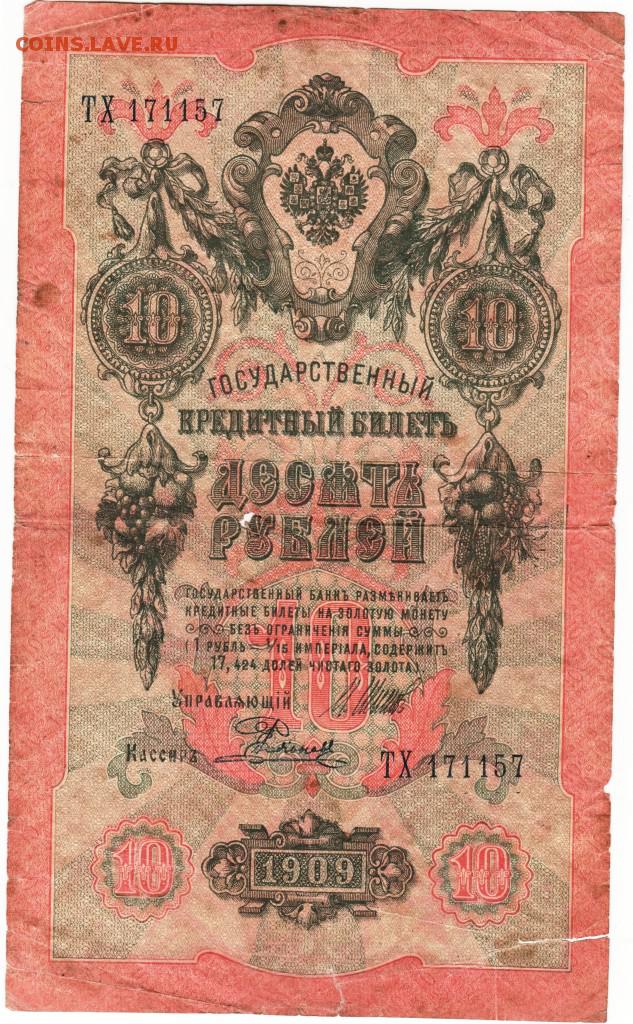 COINS.LAVE.RU
ТХ 171157
10 10
ГОСУДАРСТВЕННЫЙ
КРЕДИТНЫЙ БИЛЕТЪ
ДЕСЯТЬ
РУБЛЕЙ
ГОСУДАРСТВЕННЫЙ БАНКЪ РАЗМѢНИВАЕТЪ
КРЕДИТНЫЕ БИЛЕТЫ НА ЗОЛОТУЮ МОНЕТУ
БЕЗЪ ОГРАНИЧЕНІЯ СУММЫ
(1 РУБЛЬ = 1/15 ИМПЕРІАЛА, СОДЕРЖИТЪ
17,424 ДОЛЕЙ ЧИСТАГО ЗОЛОТА).
10
УПРАВЛЯЮЩІЙ
КАССИРЪ
ТХ 171157
10 1909 10